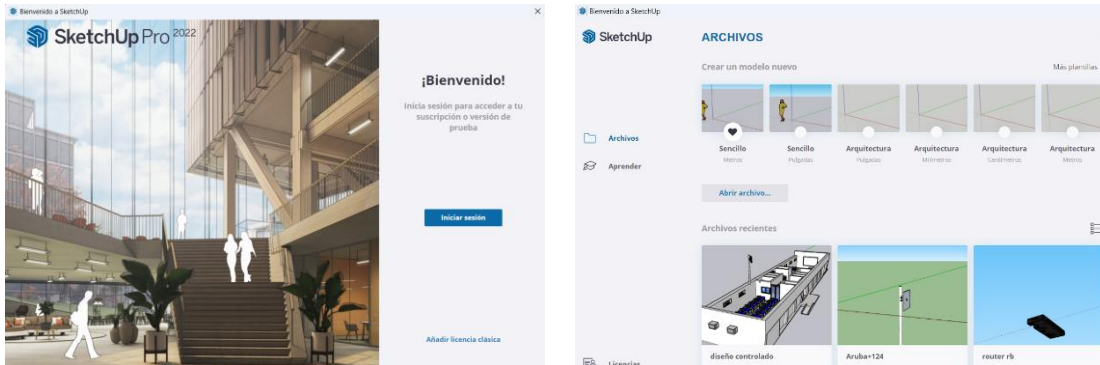 Bienvenido a SketchUp
SketchUp Pro 2022
¡Bienvenido!
Inicia sesión para acceder a tu
suscripción o versión de
prueba
Iniciar sesión
Añadir licencia clásica
Bienvenido a SketchUp
SketchUp
ARCHIVOS
Crear un modelo nuevo
Más plantillas
Archivos
Aprender
Sencillo
Metros
Sencillo
Pulgadas
Arquitectura
Pulgadas
Arquitectura
Milímetros
Arquitectura
Centímetros
Arquitectura
Metros
Abrir archivo...
Archivos recientes
diseño controlado
Aruba+124
router rb
Licencias